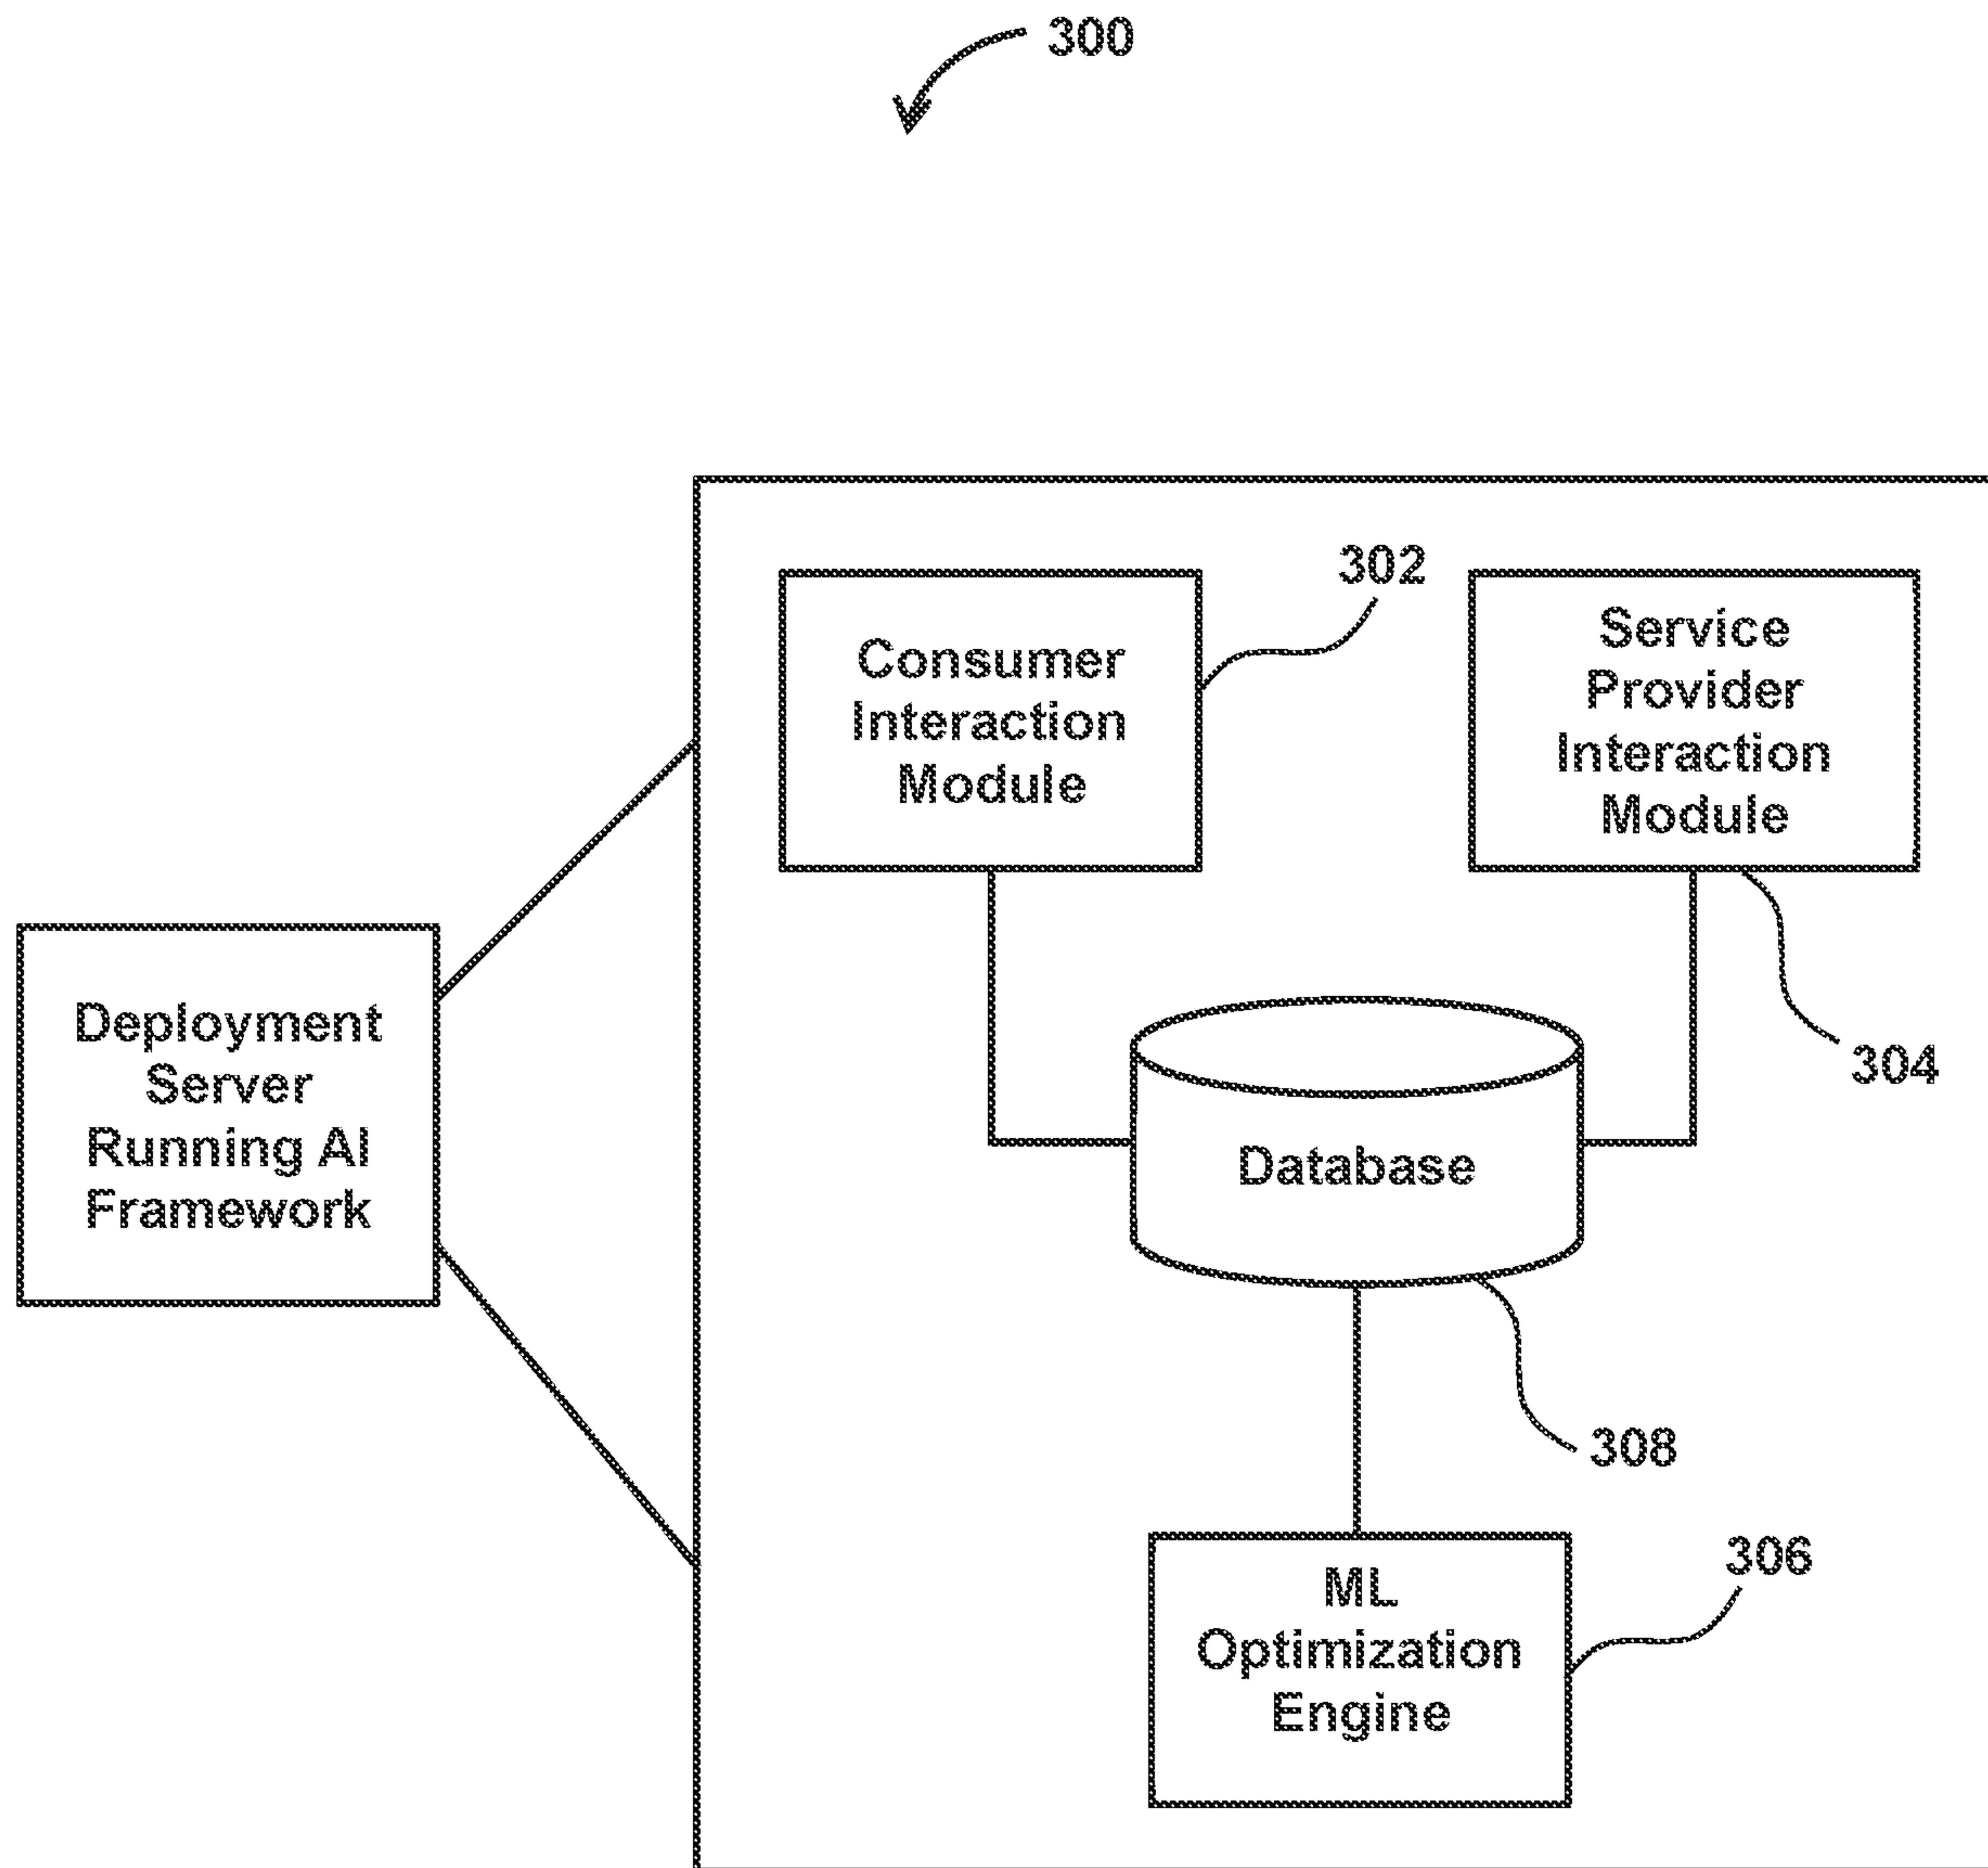 300
302
Consumer
Interaction
Module
Service
Provider
Interaction
Module
304
Deployment
Server
Running AI
Framework
Database
308
306
ML
Optimization
Engine